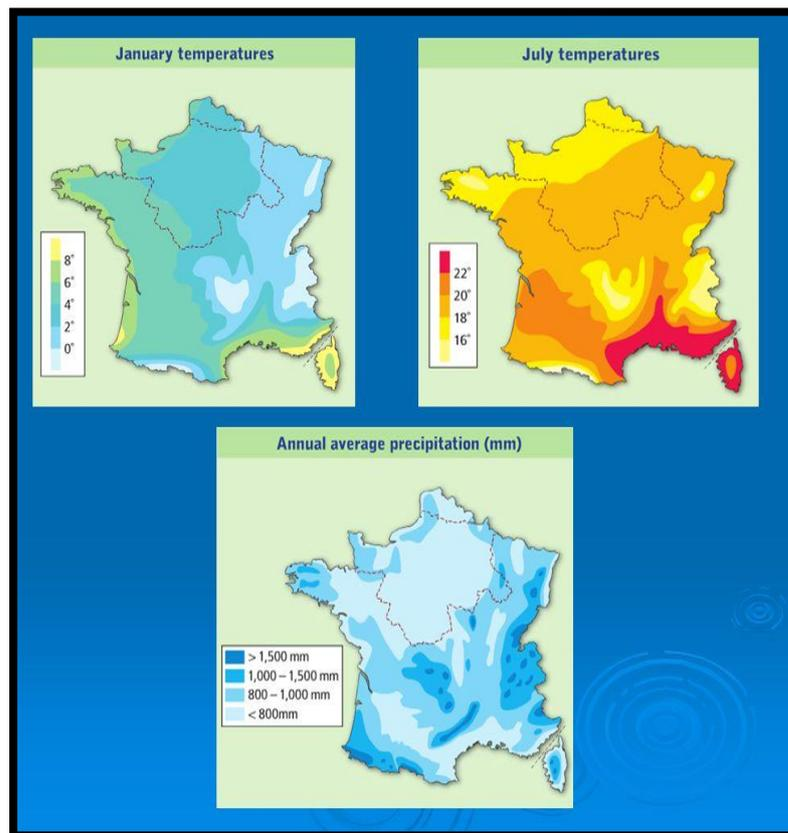 January temperatures
8°
6°
4°
2°
0°
July temperatures
22°
20°
18°
16°
Annual average precipitation (mm)
> 1,500 mm
1,000 – 1,500 mm
800 – 1,000 mm
< 800mm